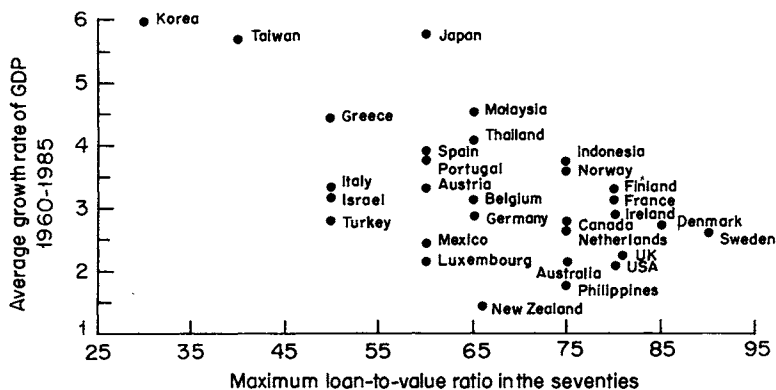 Average growth rate of GDP
1960-1985
6
5
4
3
2
1
Korea
Taiwan
Japan
Greece
Malaysia
Thailand
Spain
Portugal
Indonesia
Norway
Italy
Israel
Austria
Belgium
Finland
France
Turkey
Germany
Ireland
Canada
Denmark
Mexico
Netherlands
Sweden
Luxembourg
UK
Australia
USA
Philippines
New Zealand
25
35
45
55
65
75
85
95
Maximum loan-to-value ratio in the seventies